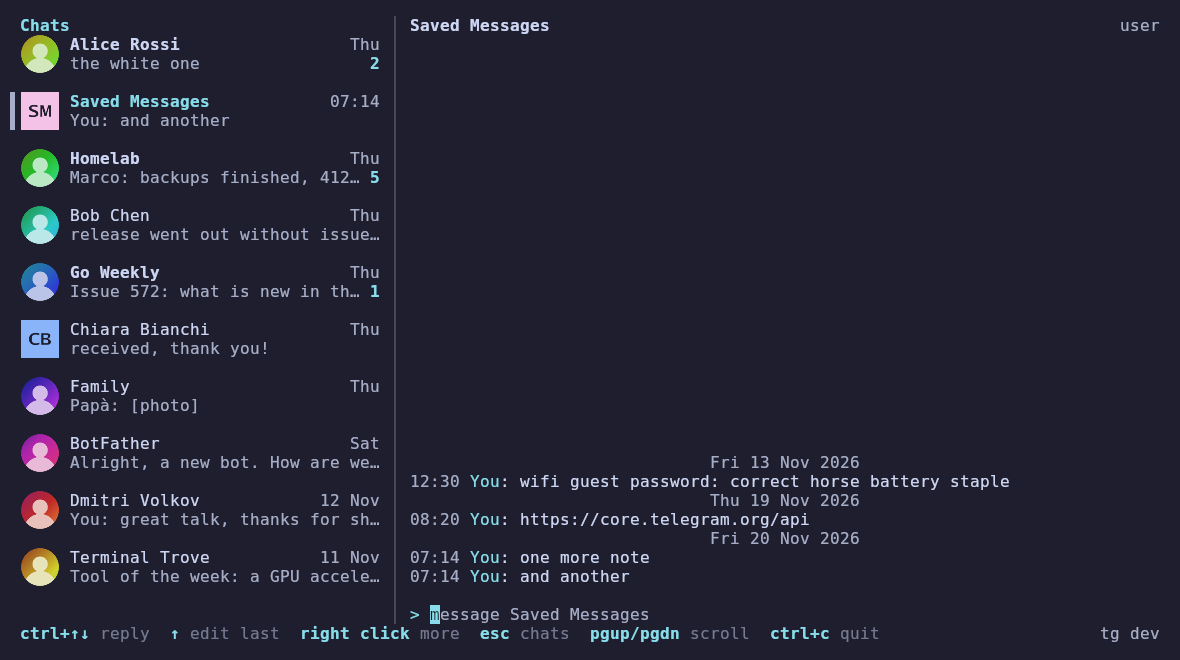 Chats
Alice Rossi Thu
the white one 2
SM Saved Messages 07:14
You: and another
Homelab Thu
Marco: backups finished, 412… 5
Bob Chen Thu
release went out without issue…
Go Weekly Thu
Issue 572: what is new in th… 1
CB Chiara Bianchi Thu
received, thank you!
Family Thu
Papà: [photo]
BotFather Sat
Alright, a new bot. How are we…
Dmitri Volkov 12 Nov
You: great talk, thanks for sh…
Terminal Trove 11 Nov
Tool of the week: a GPU accele…
Saved Messages user
Fri 13 Nov 2026
12:30 You: wifi guest password: correct horse battery staple
Thu 19 Nov 2026
08:20 You: https://core.telegram.org/api
Fri 20 Nov 2026
07:14 You: one more note
07:14 You: and another
> message Saved Messages
ctrl+↑↓ reply ↑ edit last right click more esc chats pgup/pgdn scroll ctrl+c quit tg dev